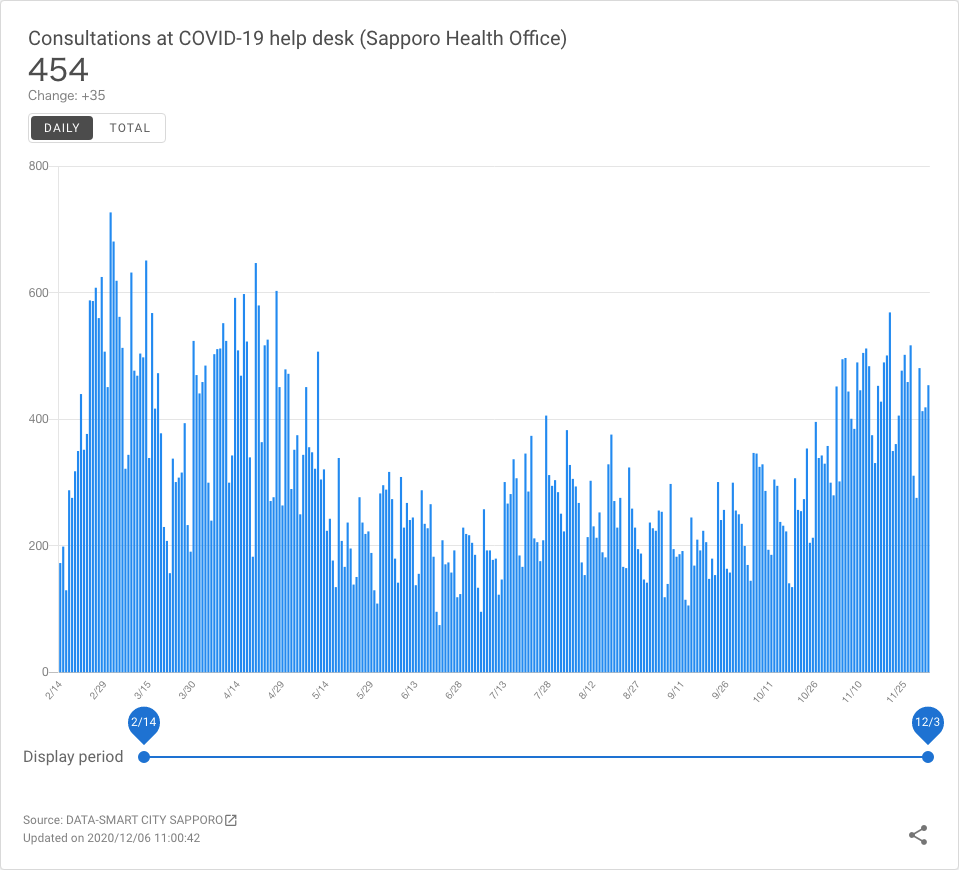 Consultations at COVID-19 help desk (Sapporo Health Office)
454
Change: +35
DAILY TOTAL
800
600
400
200
0
2/14 2/29 3/15 3/30 4/14 4/29 5/14 5/29 6/13 6/28 7/13 7/28 8/12 8/27 9/11 9/26 10/11 10/26 11/10 11/25
2/14 12/3
Display period
Source: DATA-SMART CITY SAPPORO
Updated on 2020/12/06 11:00:42